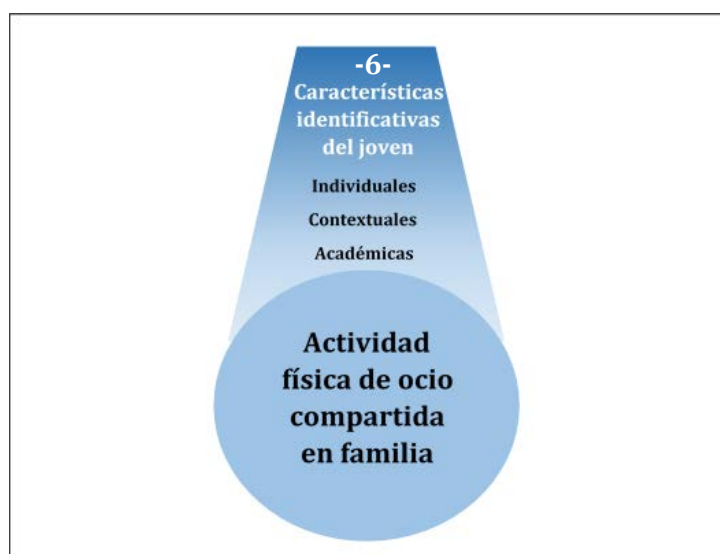 -6-
Características
identificativas
del joven
Individuales
Contextuales
Académicas
Actividad
física de ocio
compartida
en familia